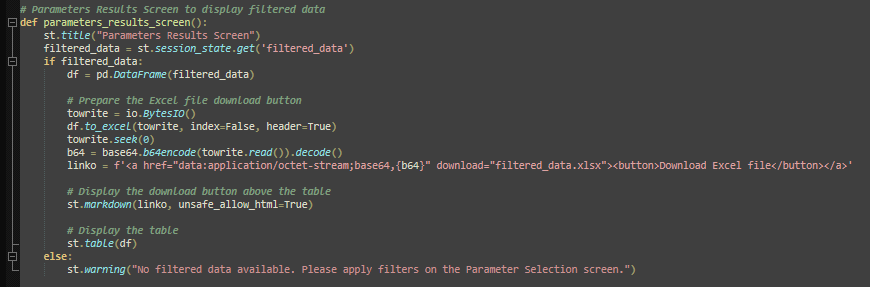 # Parameters Results Screen to display filtered data
def parameters_results_screen():
    st.title("Parameters Results Screen")
    filtered_data = st.session_state.get('filtered_data')
    if filtered_data:
        df = pd.DataFrame(filtered_data)

        # Prepare the Excel file download button
        towrite = io.BytesIO()
        df.to_excel(towrite, index=False, header=True)
        towrite.seek(0)
        b64 = base64.b64encode(towrite.read()).decode()
        linko = f'<a href="data:application/octet-stream;base64,{b64}" download="filtered_data.xlsx"><button>Download Excel file</button></a>'

        # Display the download button above the table
        st.markdown(linko, unsafe_allow_html=True)

        # Display the table
        st.table(df)
    else:
        st.warning("No filtered data available. Please apply filters on the Parameter Selection screen.")